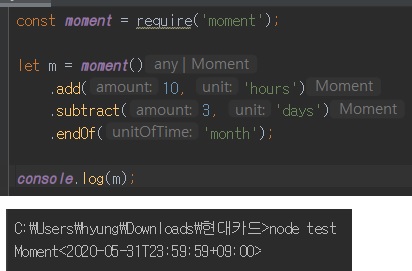 const moment = require('moment');
let m = moment() any | Moment
.add( amount: 10, unit: 'hours') Moment
.subtract( amount: 3, unit: 'days') Moment
.endOf( unitOfTime: 'month');
console.log(m);
C:\Users\hyung\Downloads\현대카드>node test
Moment<2020-05-31T23:59:59+09:00>